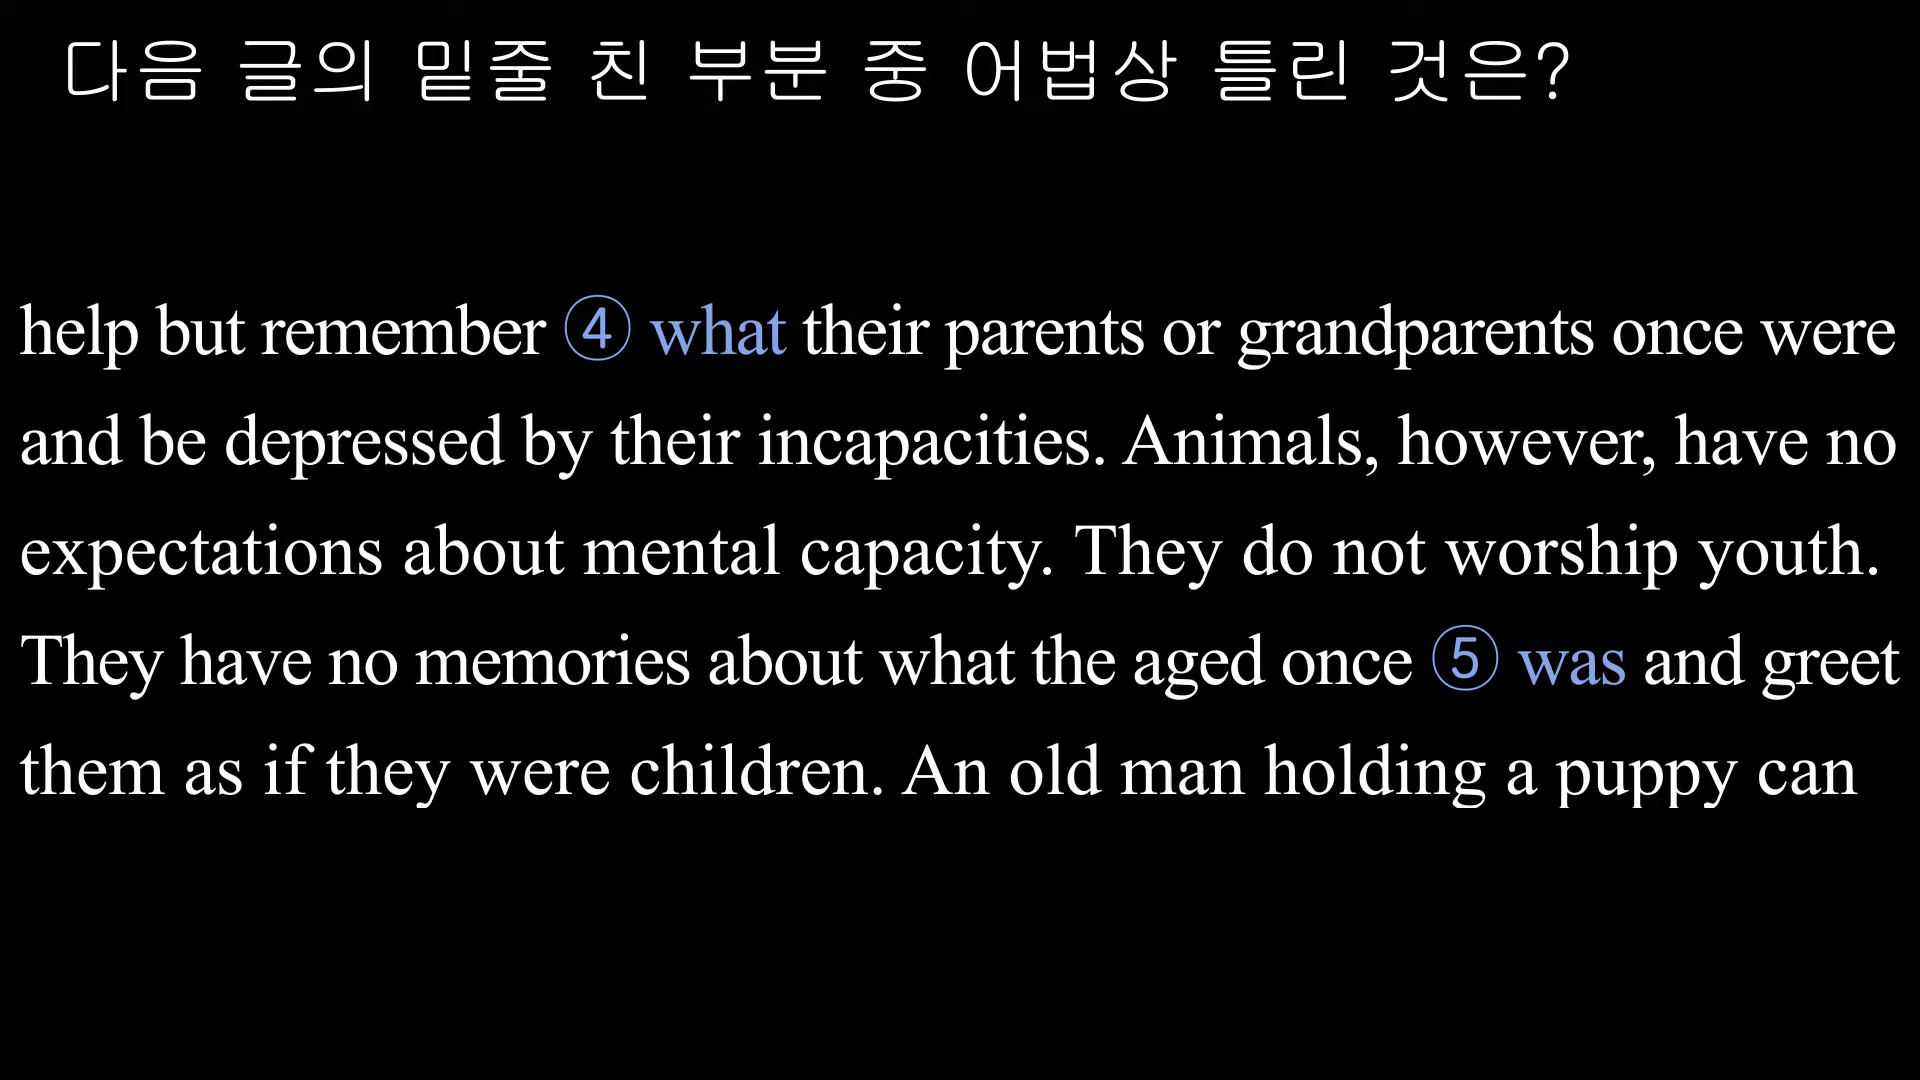 다음 글의 밑줄 친 부분 중 어법상 틀린 것은?
help but remember ④ what their parents or grandparents once were
and be depressed by their incapacities. Animals, however, have no
expectations about mental capacity. They do not worship youth.
They have no memories about what the aged once ⑤ was and greet
them as if they were children. An old man holding a puppy can